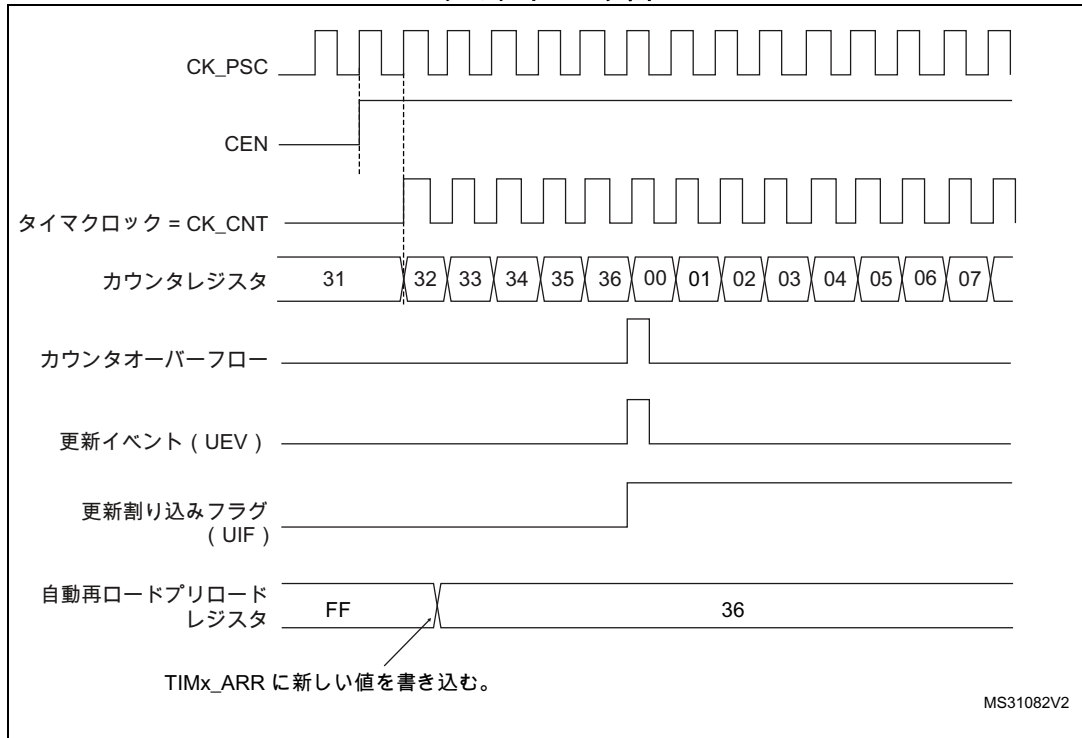 CK_PSC
CEN
タイマクロック = CK_CNT
カウンタレジスタ 31 32 33 34 35 36 00 01 02 03 04 05 06 07
カウンタオーバーフロー
更新イベント ( UEV )
更新割り込みフラグ
( UIF )
自動再ロードプリロード
レジスタ FF 36
TIMx_ARR に新しい値を書き込む。
MS31082V2